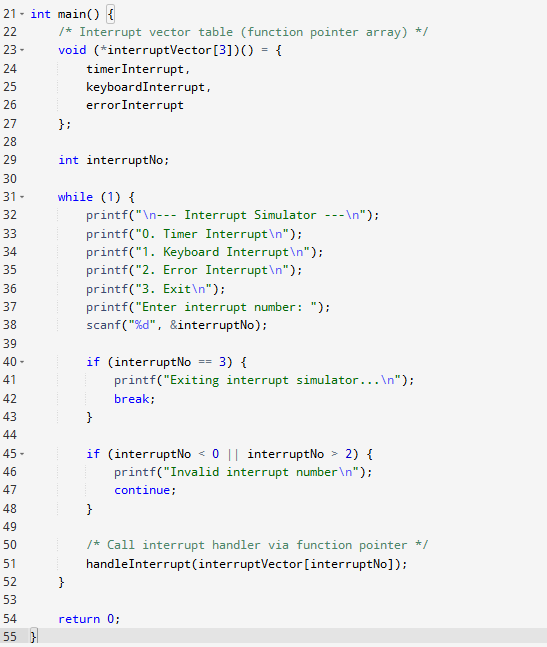 21 int main() {
22     /* Interrupt vector table (function pointer array) */
23     void (*interruptVector[3])() = {
24         timerInterrupt,
25         keyboardInterrupt,
26         errorInterrupt
27     };
28
29     int interruptNo;
30
31     while (1) {
32         printf("\n--- Interrupt Simulator ---\n");
33         printf("0. Timer Interrupt\n");
34         printf("1. Keyboard Interrupt\n");
35         printf("2. Error Interrupt\n");
36         printf("3. Exit\n");
37         printf("Enter interrupt number: ");
38         scanf("%d", &interruptNo);
39
40         if (interruptNo == 3) {
41             printf("Exiting interrupt simulator...\n");
42             break;
43         }
44
45         if (interruptNo < 0 || interruptNo > 2) {
46             printf("Invalid interrupt number\n");
47             continue;
48         }
49
50         /* Call interrupt handler via function pointer */
51         handleInterrupt(interruptVector[interruptNo]);
52     }
53
54     return 0;
55 }